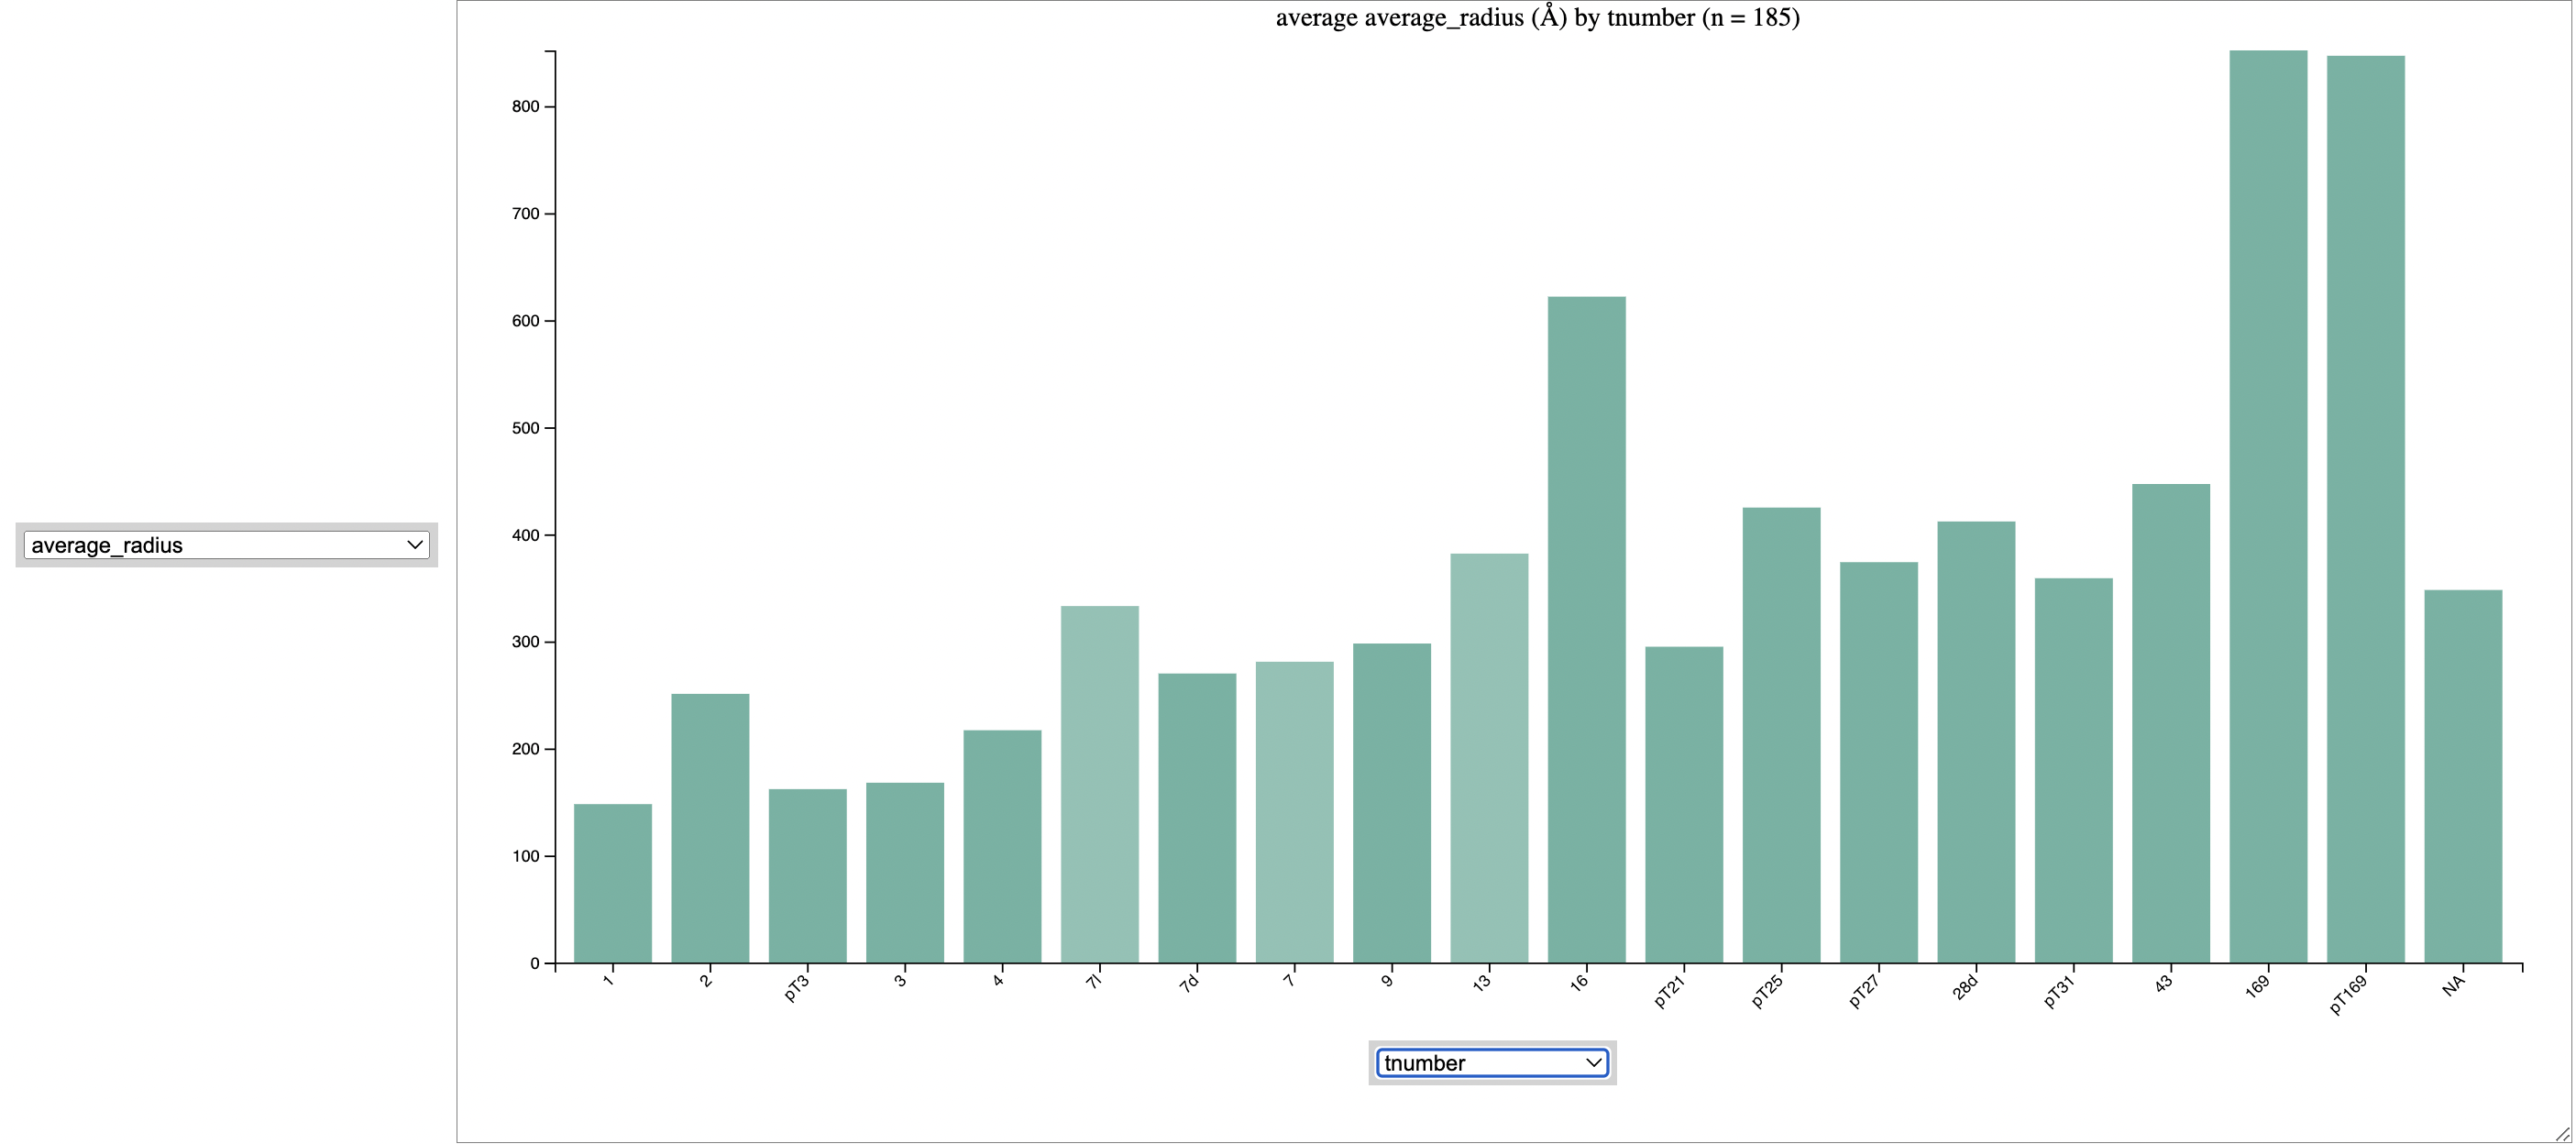 average average_radius (Å) by tnumber (n = 185)
800
700
600
500
400
300
200
100
0
average_radius
1 2 pT3 3 4 7l 7d 7 9 13 16 pT21 pT25 pT27 28d pT31 43 169 pT169 NA
tnumber